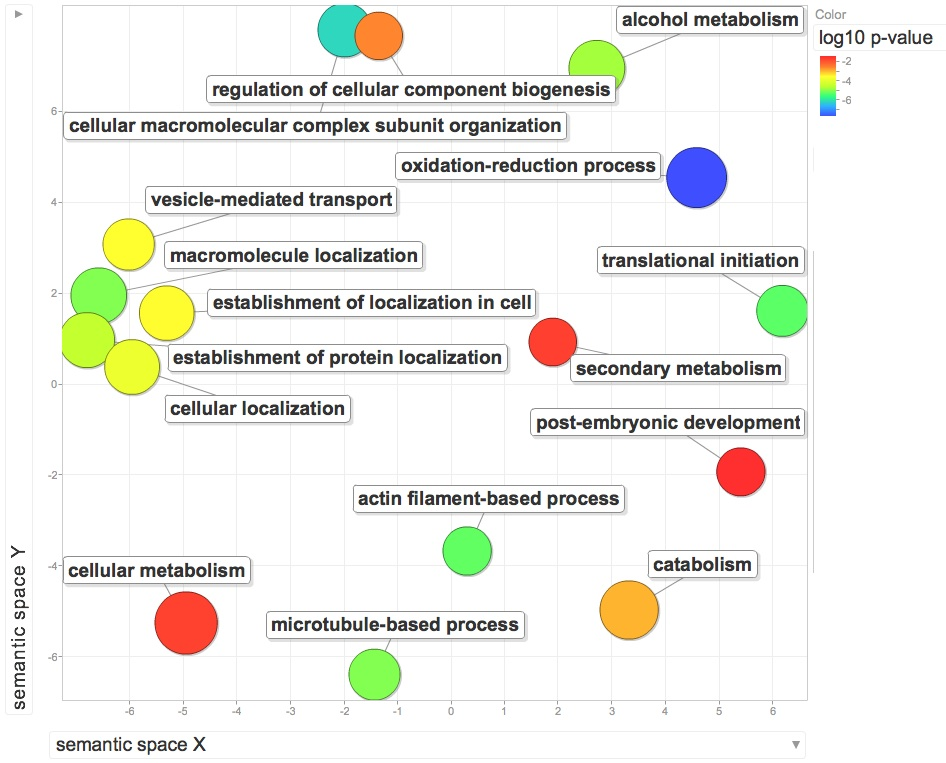 Color
log10 p-value
-2
-4
-6
alcohol metabolism
regulation of cellular component biogenesis
cellular macromolecular complex subunit organization
oxidation-reduction process
vesicle-mediated transport
macromolecule localization
translational initiation
establishment of localization in cell
establishment of protein localization
secondary metabolism
cellular localization
post-embryonic development
actin filament-based process
cellular metabolism
catabolism
microtubule-based process
6
4
2
0
-2
-4
-6
semantic space Y
-6 -5 -4 -3 -2 -1 0 1 2 3 4 5 6
semantic space X